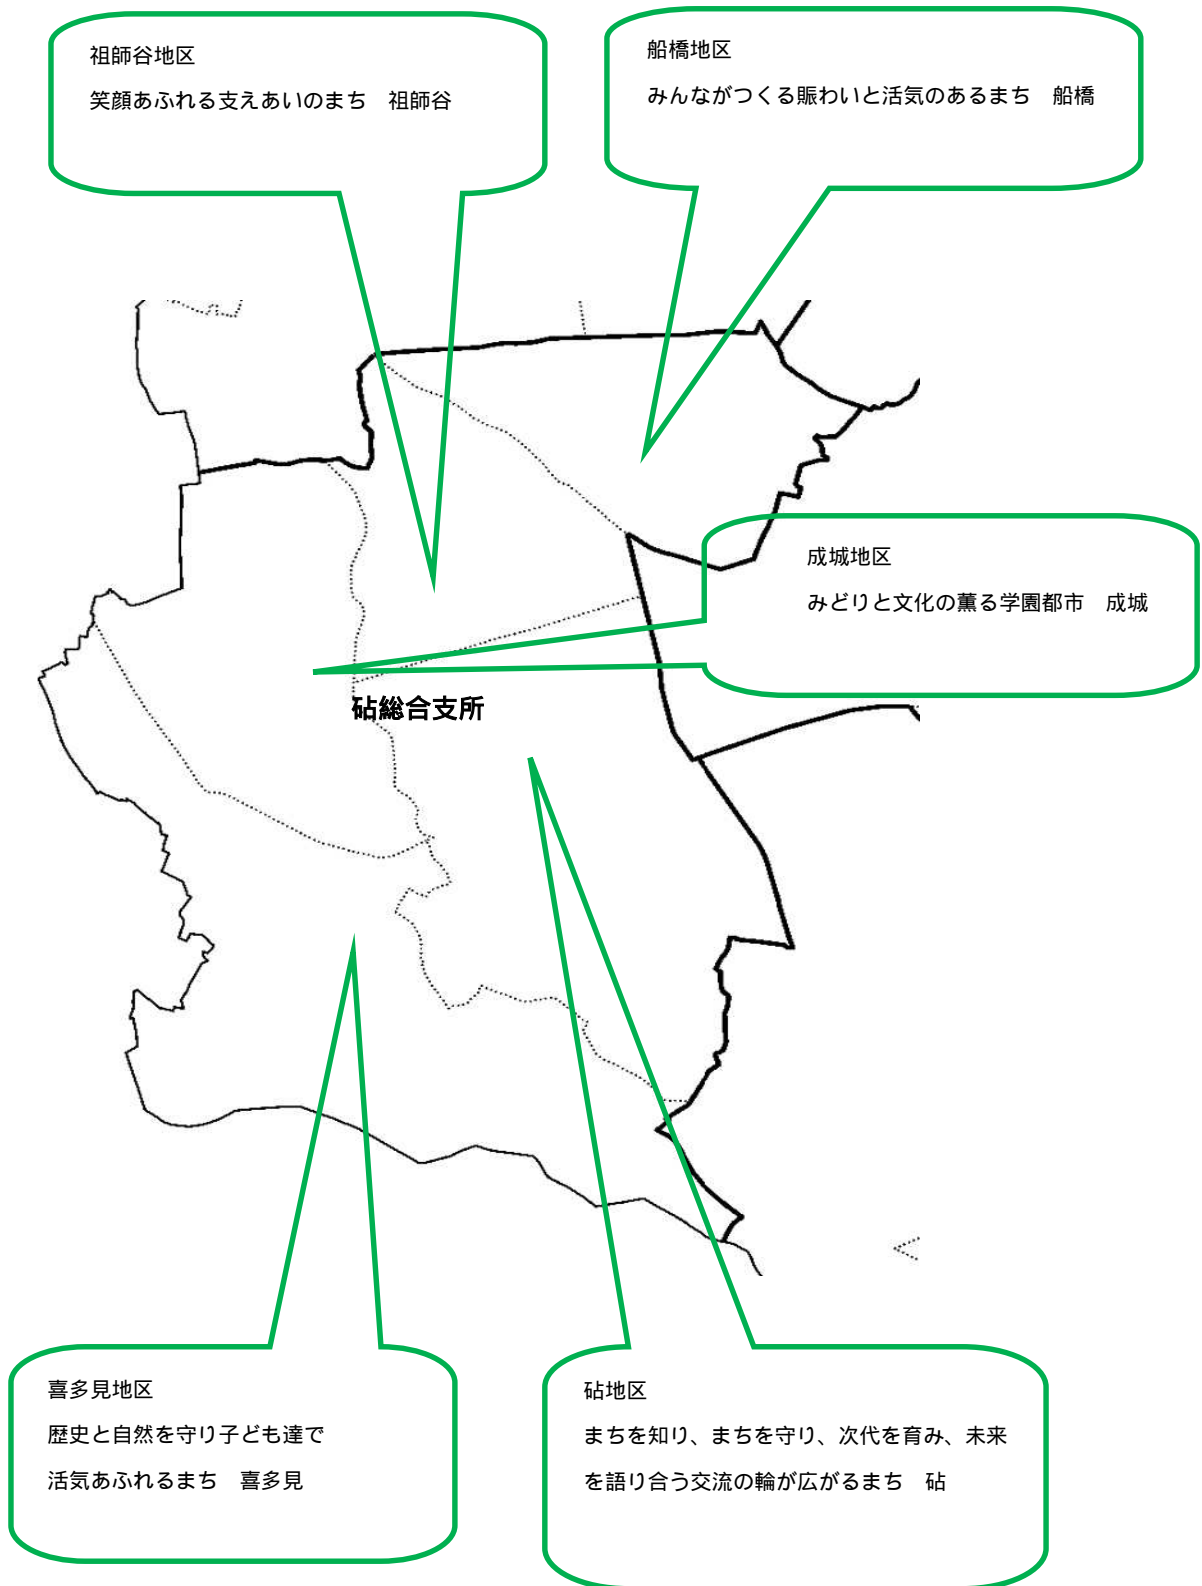 祖師谷地区
笑顔あふれる支えあいのまち　祖師谷
船橋地区
みんながつくる賑わいと活気のあるまち　船橋
成城地区
みどりと文化の薫る学園都市　成城
砧総合支所
喜多見地区
歴史と自然を守り子ども達で
活気あふれるまち　喜多見
砧地区
まちを知り、まちを守り、次代を育み、未来
を語り合う交流の輪が広がるまち　砧